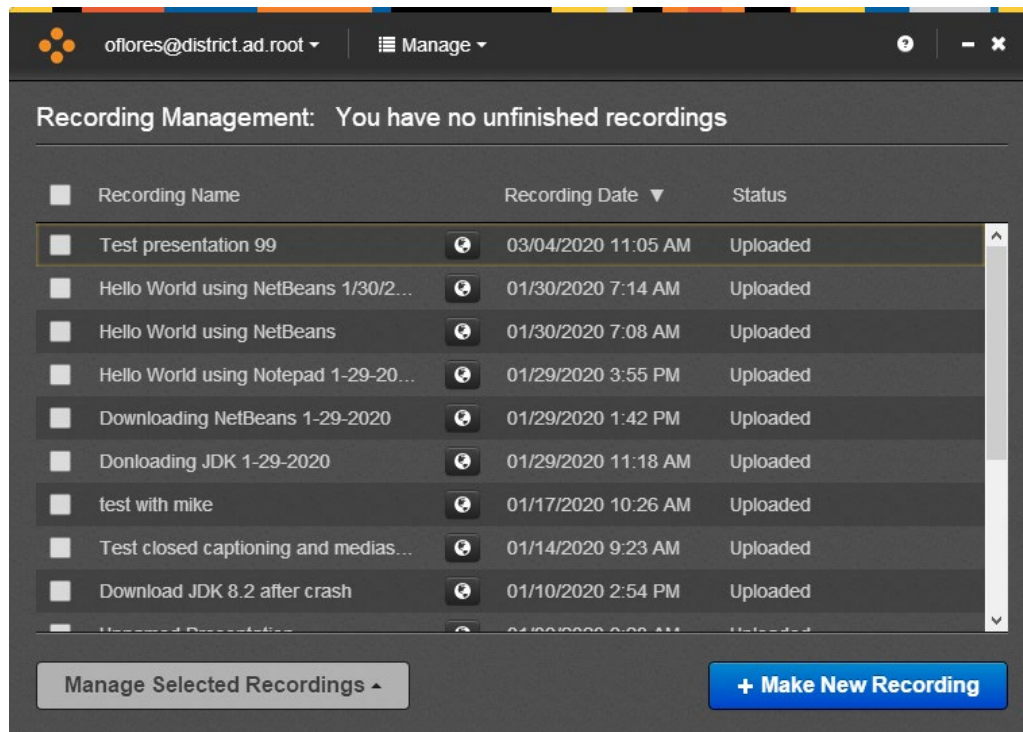 oflores@district.ad.root Manage
Recording Management: You have no unfinished recordings
Recording Name Recording Date ▼ Status
Test presentation 99 03/04/2020 11:05 AM Uploaded
Hello World using NetBeans 1/30/2... 01/30/2020 7:14 AM Uploaded
Hello World using NetBeans 01/30/2020 7:08 AM Uploaded
Hello World using Notepad 1-29-20... 01/29/2020 3:55 PM Uploaded
Downloading NetBeans 1-29-2020 01/29/2020 1:42 PM Uploaded
Donloading JDK 1-29-2020 01/29/2020 11:18 AM Uploaded
test with mike 01/17/2020 10:26 AM Uploaded
Test closed captioning and medias... 01/14/2020 9:23 AM Uploaded
Download JDK 8.2 after crash 01/10/2020 2:54 PM Uploaded
Unnamed Presentation Uploaded
Manage Selected Recordings + Make New Recording